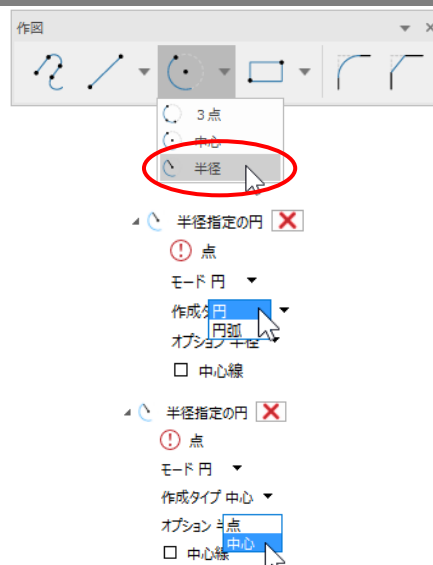 作図
3点
中心
半径
半径指定の円
点
モード 円
作成タ 円
円弧
オプション 半径
中心線
半径指定の円
点
モード 円
作成タイプ 中心
オプション 点
中心
中心線